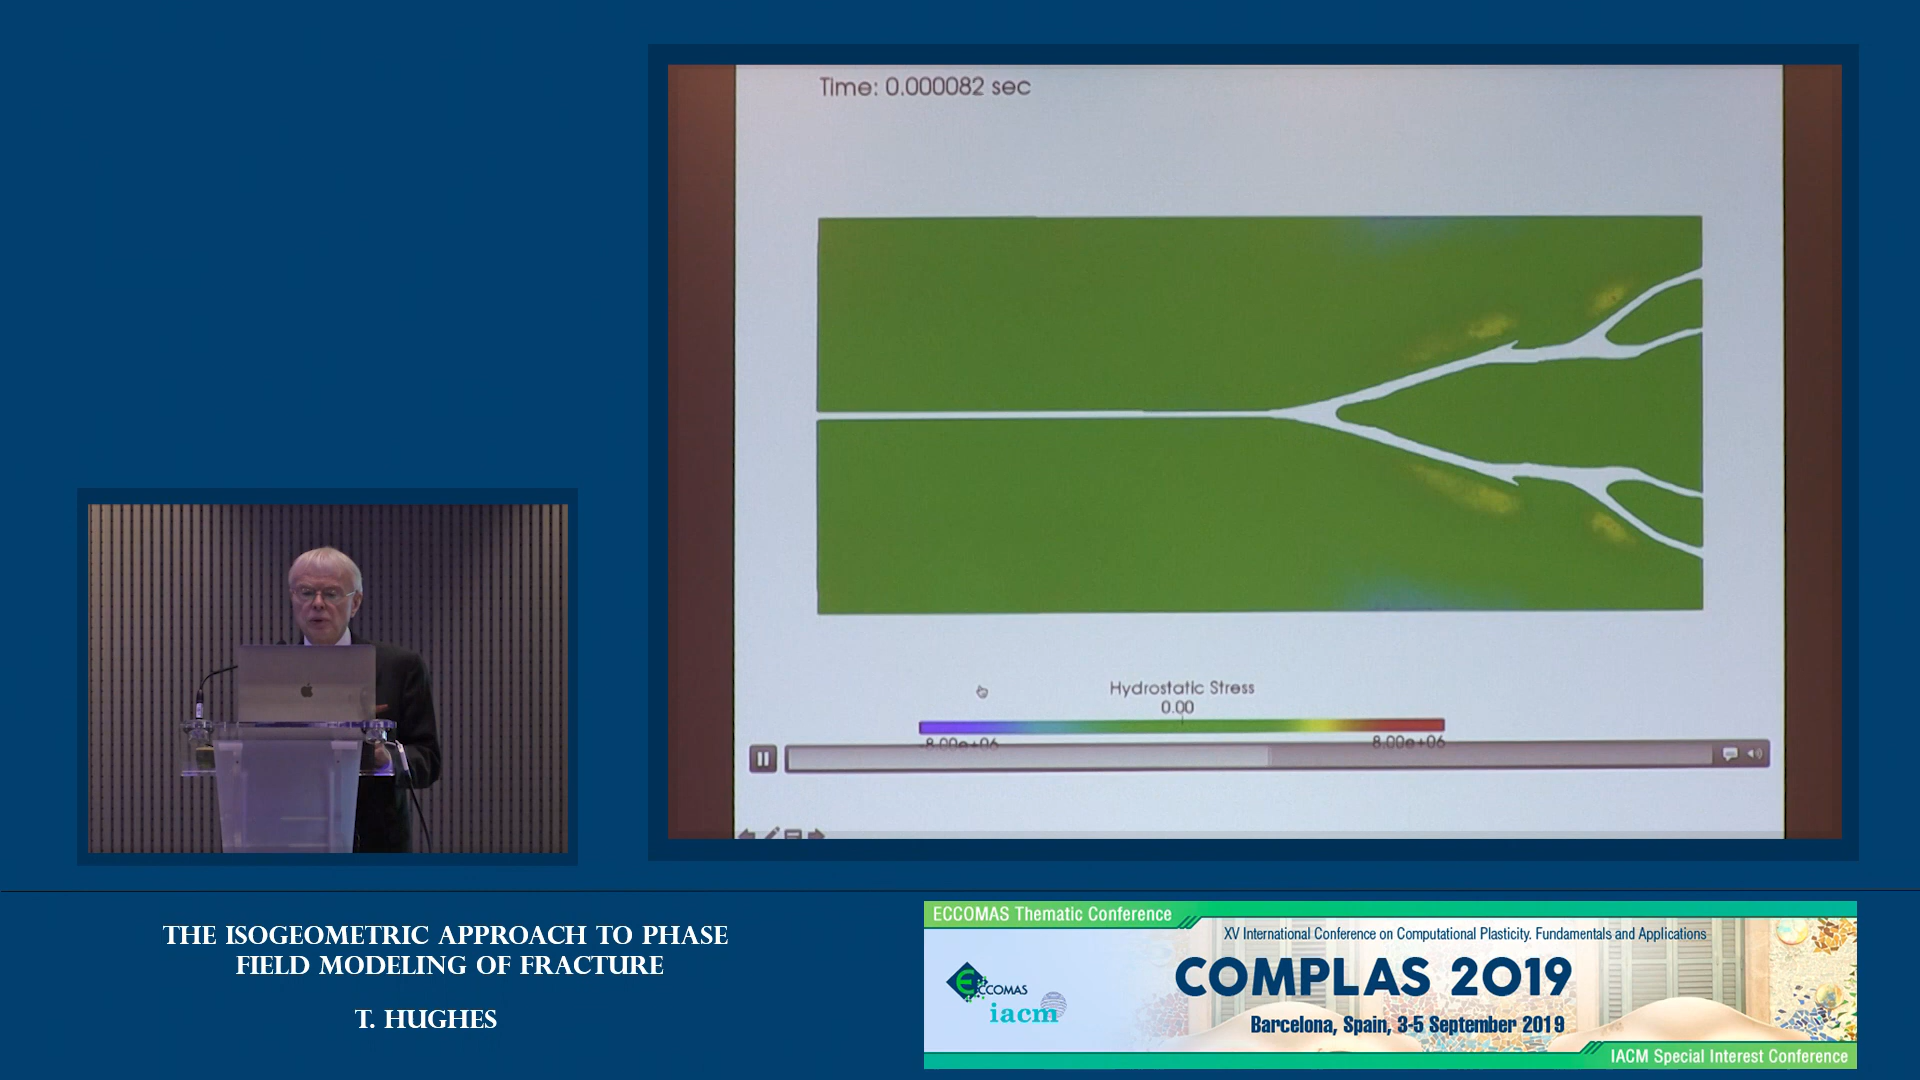 Time: 0.000082 sec
Hydrostatic Stress
0.00
-8.00e+06
8.00e+06
THE ISOGEOMETRIC APPROACH TO PHASE
FIELD MODELING OF FRACTURE
T. HUGHES
ECCOMAS Thematic Conference
XV International Conference on Computational Plasticity. Fundamentals and Applications
ECCOMAS
iacm
COMPLAS 2019
Barcelona, Spain, 3-5 September 2019
IACM Special Interest Conference